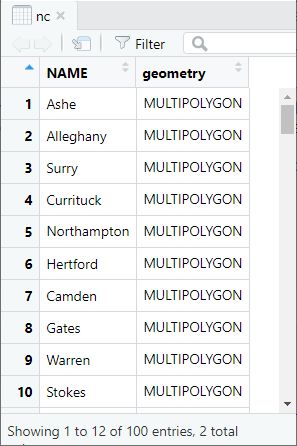 nc
Filter
NAME geometry
1 Ashe MULTIPOLYGON
2 Alleghany MULTIPOLYGON
3 Surry MULTIPOLYGON
4 Currituck MULTIPOLYGON
5 Northampton MULTIPOLYGON
6 Hertford MULTIPOLYGON
7 Camden MULTIPOLYGON
8 Gates MULTIPOLYGON
9 Warren MULTIPOLYGON
10 Stokes MULTIPOLYGON
Showing 1 to 12 of 100 entries, 2 total